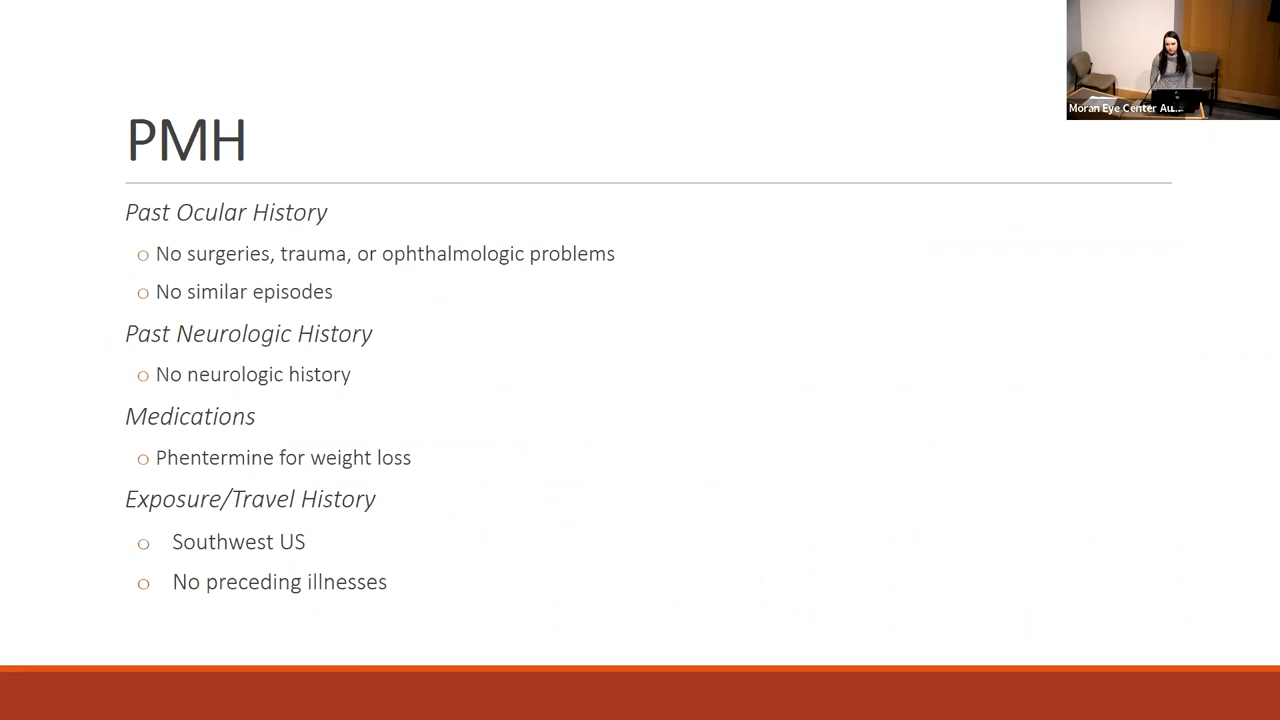 Moran Eye Center Au...
PMH
Past Ocular History
No surgeries, trauma, or ophthalmologic problems
No similar episodes
Past Neurologic History
No neurologic history
Medications
Phentermine for weight loss
Exposure/Travel History
Southwest US
No preceding illnesses